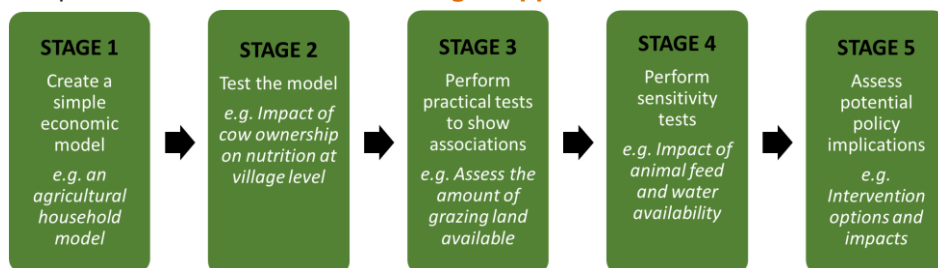 STAGE 1
Create a
simple
economic
model
e.g. an
agricultural
household
model
STAGE 2
Test the model
e.g. Impact of
cow ownership
on nutrition at
village level
STAGE 3
Perform
practical tests
to show
associations
e.g. Assess the
amount of
grazing land
available
STAGE 4
Perform
sensitivity
tests
e.g. Impact of
animal feed
and water
availability
STAGE 5
Assess
potential
policy
implications
e.g.
Intervention
options and
impacts